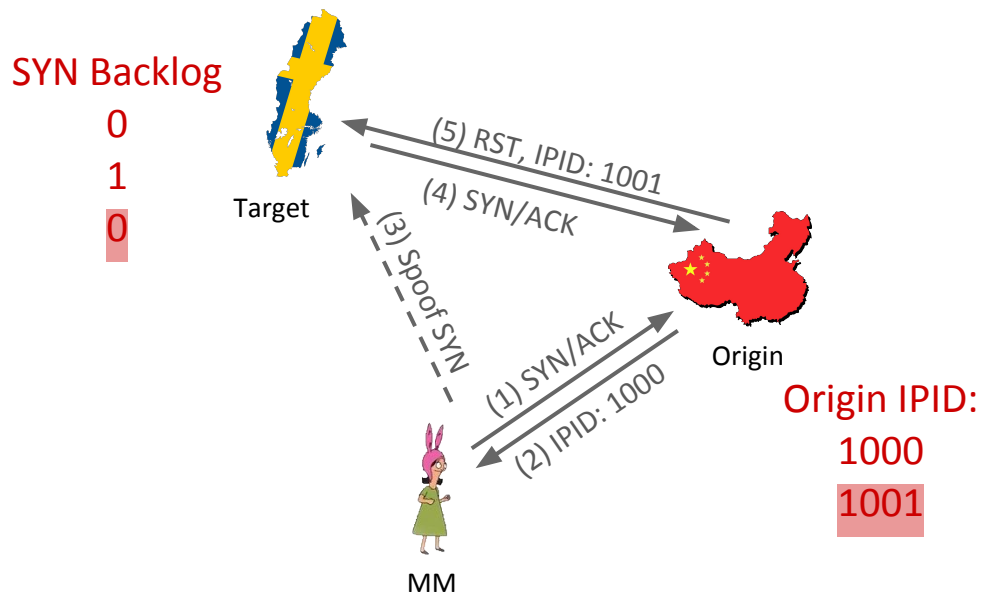 SYN Backlog
0
1
0
Target
(5) RST, IPID: 1001
(4) SYN/ACK
(3) Spoof SYN
(1) SYN/ACK
(2) IPID: 1000
Origin
Origin IPID:
1000
1001
MM